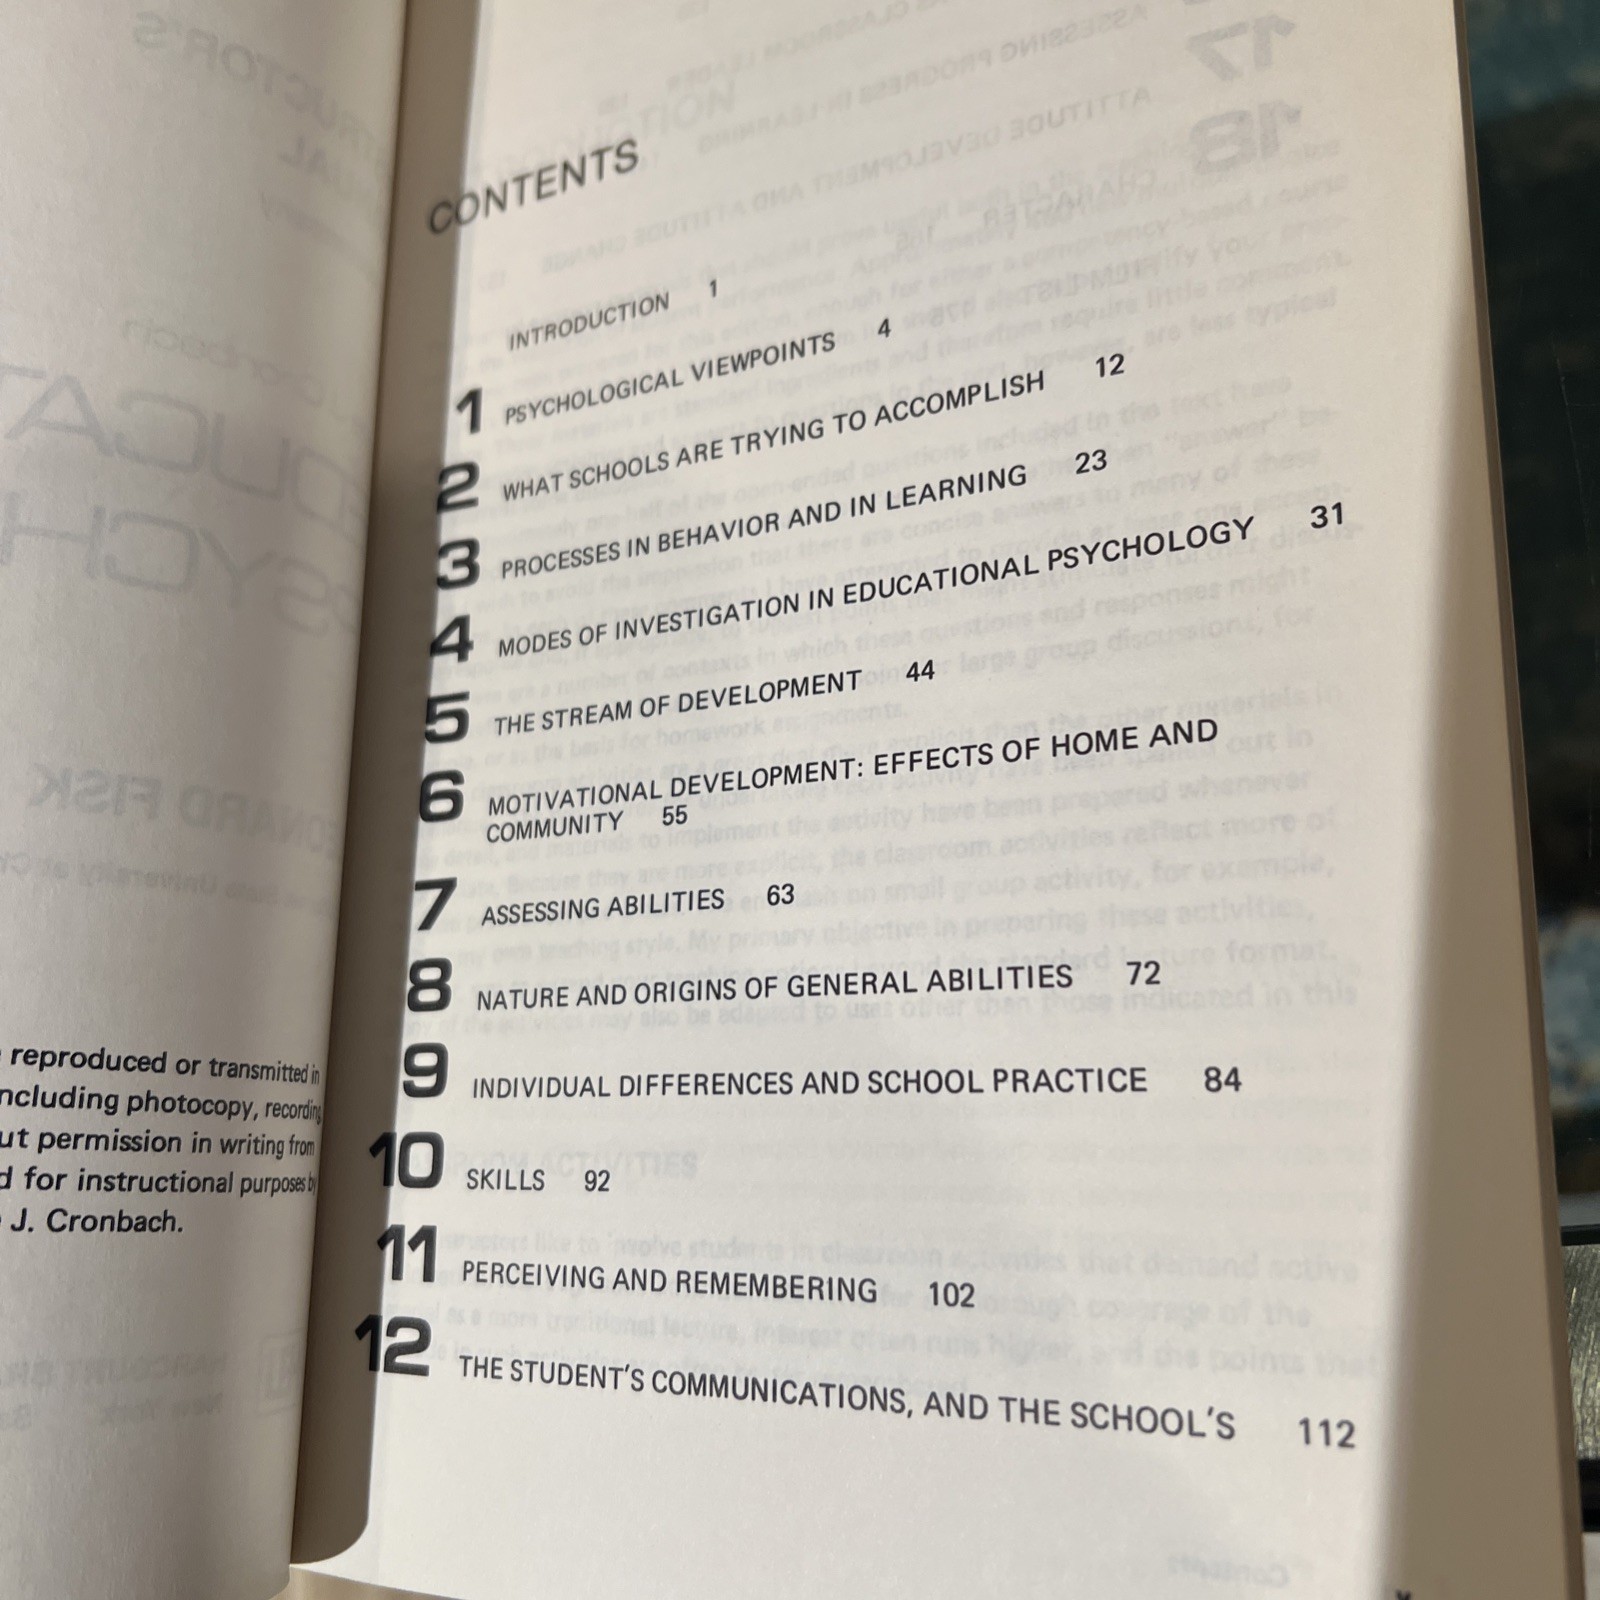 reproduced or transmitted in
including photocopy, recording,
permission in writing from
for instructional purposes by
J. Cronbach.
CONTENTS
INTRODUCTION 1
1 PSYCHOLOGICAL VIEWPOINTS 4
2 WHAT SCHOOLS ARE TRYING TO ACCOMPLISH 12
3 PROCESSES IN BEHAVIOR AND IN LEARNING 23
4 MODES OF INVESTIGATION IN EDUCATIONAL PSYCHOLOGY 31
5 THE STREAM OF DEVELOPMENT 44
6 MOTIVATIONAL DEVELOPMENT: EFFECTS OF HOME AND
COMMUNITY 55
7 ASSESSING ABILITIES 63
8 NATURE AND ORIGINS OF GENERAL ABILITIES 72
9 INDIVIDUAL DIFFERENCES AND SCHOOL PRACTICE 84
10 SKILLS 92
11 PERCEIVING AND REMEMBERING 102
12 THE STUDENT'S COMMUNICATIONS, AND THE SCHOOL'S 112
v